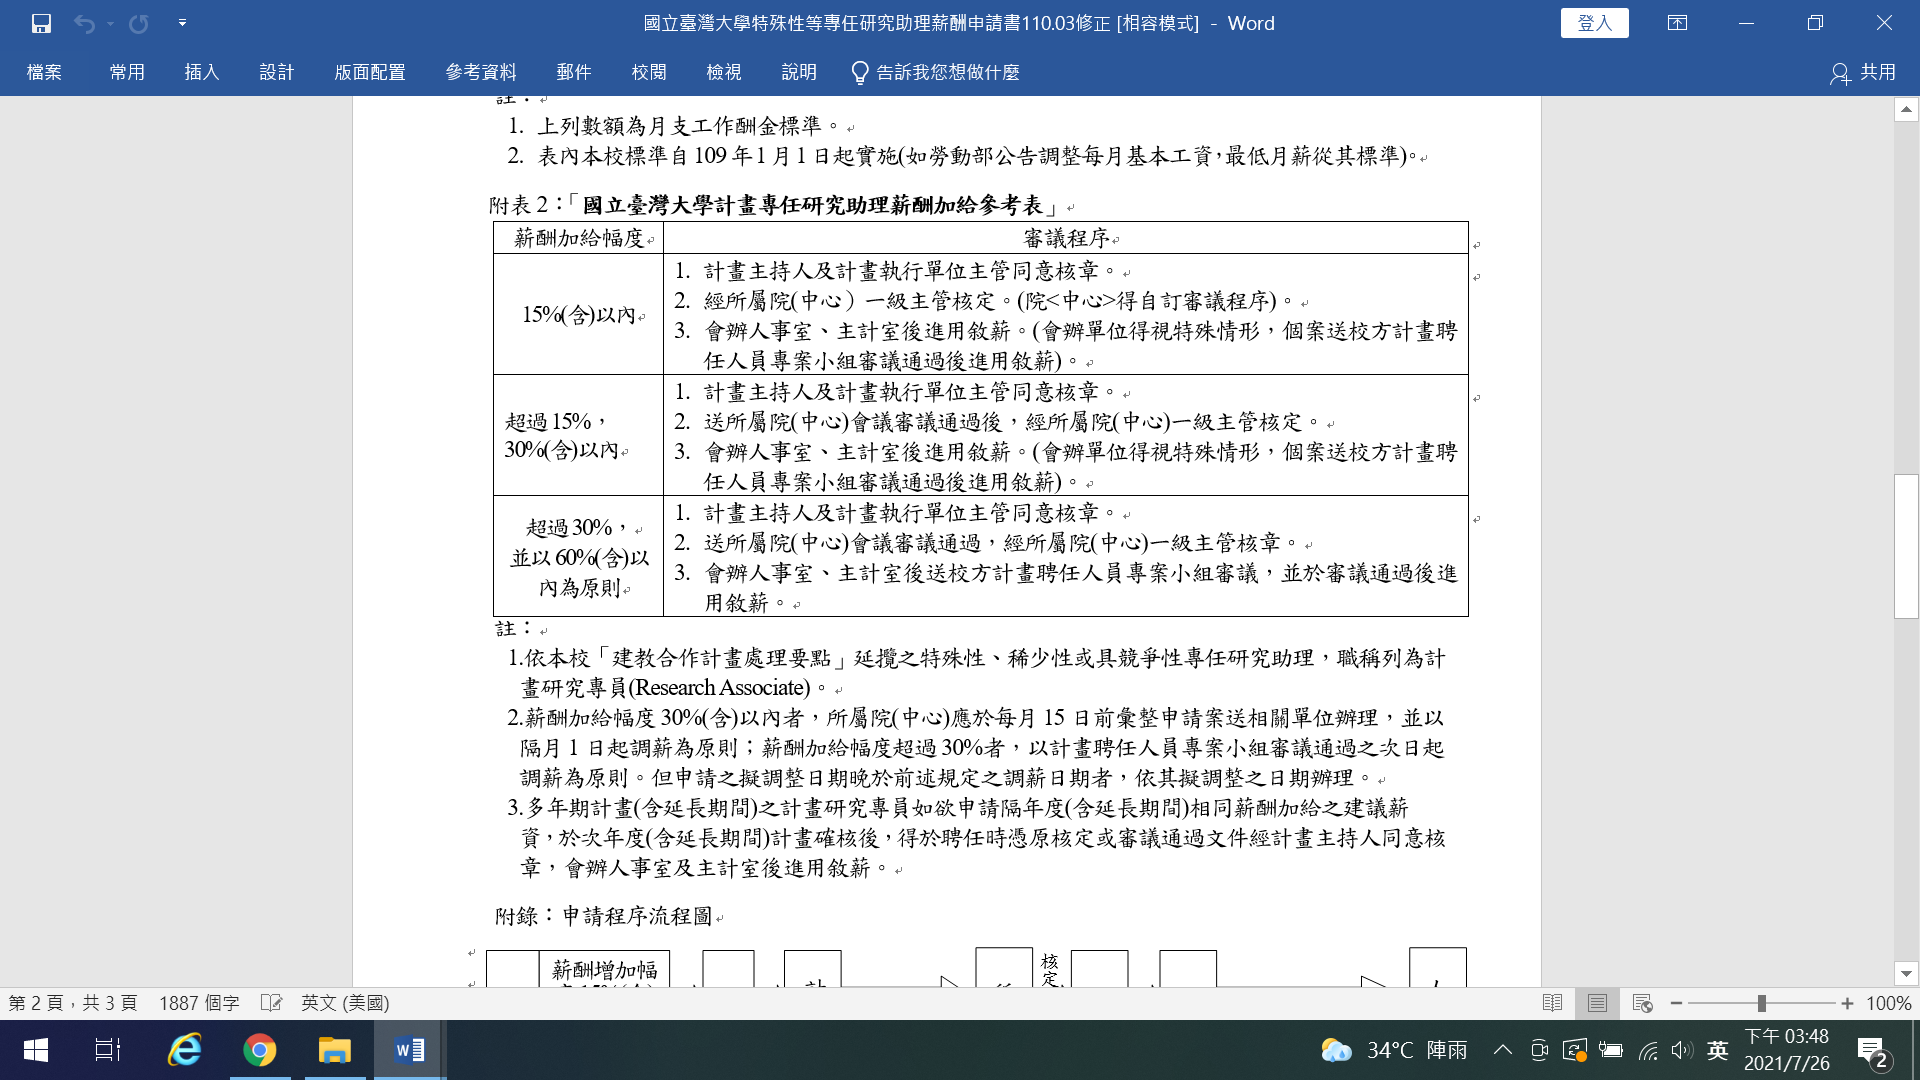 國立臺灣大學特殊性等專任研究助理薪酬申請書110.03修正 [相容模式] - Word
登入
檔案 常用 插入 設計 版面配置 參考資料 郵件 校閱 檢視 說明 告訴我您想做什麼 共用
註：
1. 上列數額為月支工作酬金標準。
2. 表內本校標準自 109 年 1 月 1 日起實施(如勞動部公告調整每月基本工資，最低月薪從其標準)。
附表 2：「國立臺灣大學計畫專任研究助理薪酬加給參考表」
薪酬加給幅度 審議程序
15%(含)以內
1. 計畫主持人及計畫執行單位主管同意核章。
2. 經所屬院(中心）一級主管核定。(院<中心>得自訂審議程序)。
3. 會辦人事室、主計室後進用敘薪。(會辦單位得視特殊情形，個案送校方計畫聘
任人員專案小組審議通過後進用敘薪)。
超過 15%，
30%(含)以內
1. 計畫主持人及計畫執行單位主管同意核章。
2. 送所屬院(中心)會議審議通過後，經所屬院(中心)一級主管核定。
3. 會辦人事室、主計室後進用敘薪。(會辦單位得視特殊情形，個案送校方計畫聘
任人員專案小組審議通過後進用敘薪)。
超過 30%，
並以 60%(含)以
內為原則
1. 計畫主持人及計畫執行單位主管同意核章。
2. 送所屬院(中心)會議審議通過，經所屬院(中心)一級主管核章。
3. 會辦人事室、主計室後送校方計畫聘任人員專案小組審議，並於審議通過後進
用敘薪。
註：
1.依本校「建教合作計畫處理要點」延攬之特殊性、稀少性或具競爭性專任研究助理，職稱列為計
畫研究專員(Research Associate)。
2.薪酬加給幅度 30%(含)以內者，所屬院(中心)應於每月 15 日前彙整申請案送相關單位辦理，並以
隔月 1 日起調薪為原則；薪酬加給幅度超過 30%者，以計畫聘任人員專案小組審議通過之次日起
調薪為原則。但申請之擬調整日期晚於前述規定之調薪日期者，依其擬調整之日期辦理。
3.多年期計畫(含延長期間)之計畫研究專員如欲申請隔年度(含延長期間)相同薪酬加給之建議薪
資，於次年度(含延長期間)計畫確核後，得於聘任時憑原核定或審議通過文件經計畫主持人同意核
章，會辦人事室及主計室後進用敘薪。
附錄：申請程序流程圖
薪酬增加幅
核
定
第 2 頁，共 3 頁 1887 個字 英文 (美國) 100%
34°C 陣雨 英 下午 03:48
2021/7/26
2